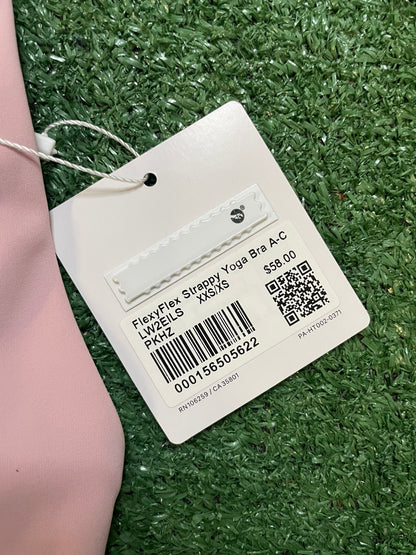 FlexyFlex Strappy Yoga Bra A-C
LW2EILS XXS/XS $58.00
PKHZ
000156505622
PA-HT002-0371
RN106259 / CA 35801